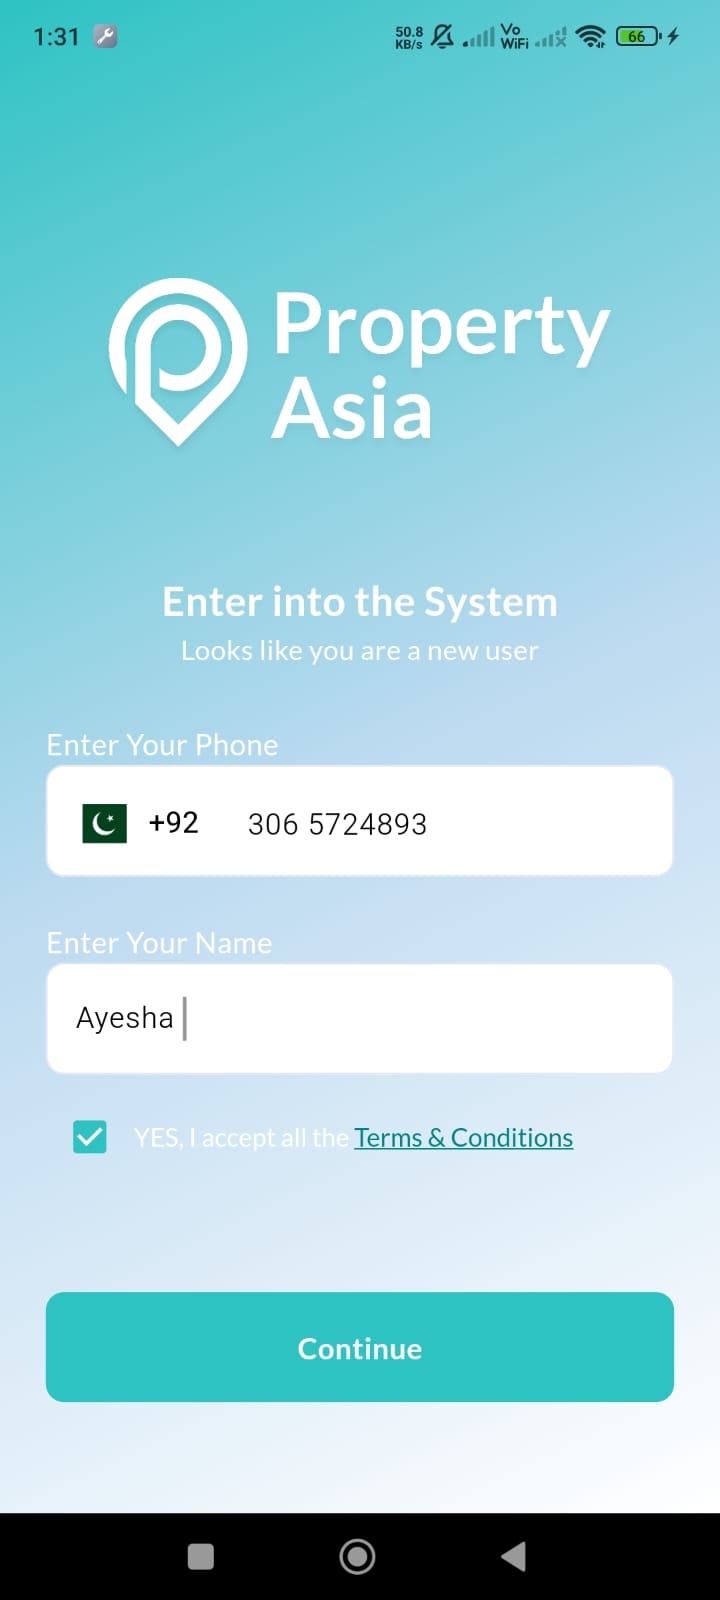 1:31
50.8
KB/s
Vo
WiFi
66
Property
Asia
Enter into the System
Looks like you are a new user
Enter Your Phone
+92 306 5724893
Enter Your Name
Ayesha
YES, I accept all the Terms & Conditions
Continue